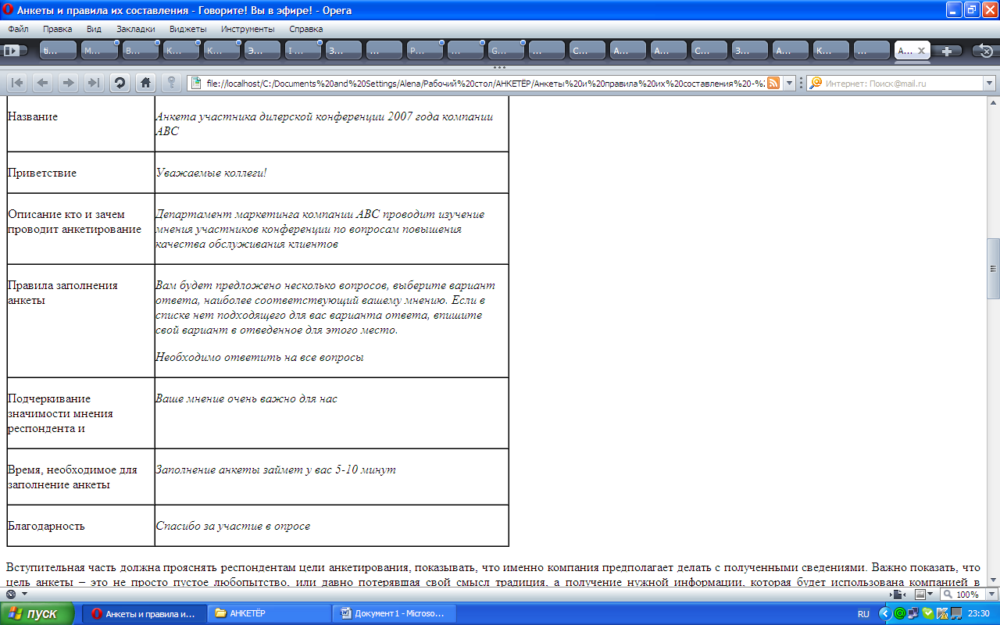 Анкеты и правила их составления - Говорите! Вы в эфире! - Opera
Файл Правка Вид Закладки Виджеты Инструменты Справка
ti... M... B... K... K... Э... I ... З... ... P... ... G... ... С... А... А... С... З... А... К... ... А...
file://localhost/C:/Documents%20and%20Settings/Alena/Рабочий%20стол/АНКЕТЁР/Анкеты%20и%20правила%20их%20составления%20-% Интернет: Поиск@mail.ru
Название
Анкета участника дилерской конференции 2007 года компании
АВС
Приветствие
Уважаемые коллеги!
Описание кто и зачем
проводит анкетирование
Департамент маркетинга компании АВС проводит изучение
мнения участников конференции по вопросам повышения
качества обслуживания клиентов
Правила заполнения
анкеты
Вам будет предложено несколько вопросов, выберите вариант
ответа, наиболее соответствующий вашему мнению. Если в
списке нет подходящего для вас варианта ответа, впишите
свой вариант в отведенное для этого место.
Необходимо ответить на все вопросы
Подчеркивание
значимости мнения
респондента и
Ваше мнение очень важно для нас
Время, необходимое для
заполнение анкеты
Заполнение анкеты займет у вас 5-10 минут
Благодарность
Спасибо за участие в опросе
Вступительная часть должна прояснять респондентам цели анкетирования, показывать, что именно компания предполагает делать с полученными сведениями. Важно показать, что
цель анкеты – это не просто пустое любопытство, или давно потерявшая свой смысл традиция, а получение нужной информации, которая будет использована компанией в
100%
пуск Анкеты и правила и... АНКЕТЁР Документ1 - Microso... RU 23:30